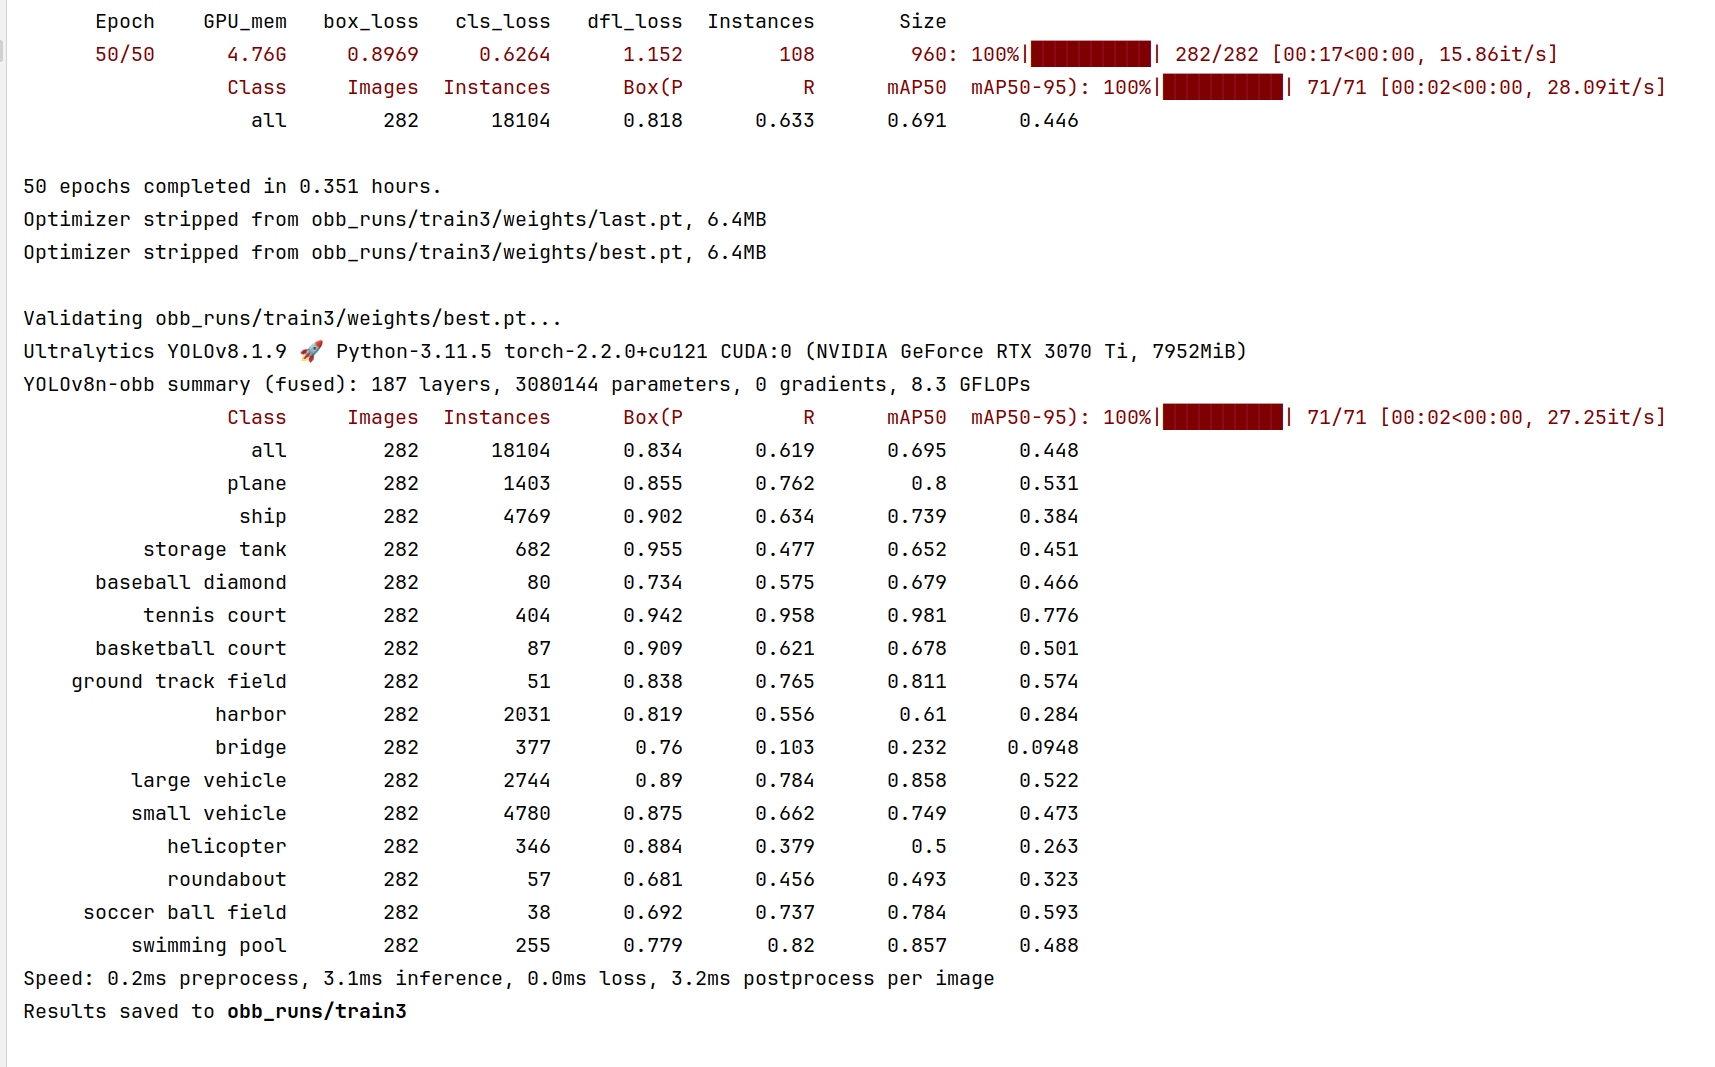 Epoch GPU_mem box_loss cls_loss dfl_loss Instances Size
50/50 4.76G 0.8969 0.6264 1.152 108 960: 100%|██████████| 282/282 [00:17<00:00, 15.86it/s]
Class Images Instances Box(P R mAP50 mAP50-95): 100%|██████████| 71/71 [00:02<00:00, 28.09it/s]
all 282 18104 0.818 0.633 0.691 0.446
50 epochs completed in 0.351 hours.
Optimizer stripped from obb_runs/train3/weights/last.pt, 6.4MB
Optimizer stripped from obb_runs/train3/weights/best.pt, 6.4MB
Validating obb_runs/train3/weights/best.pt...
Ultralytics YOLOv8.1.9 🚀 Python-3.11.5 torch-2.2.0+cu121 CUDA:0 (NVIDIA GeForce RTX 3070 Ti, 7952MiB)
YOLOv8n-obb summary (fused): 187 layers, 3080144 parameters, 0 gradients, 8.3 GFLOPs
Class Images Instances Box(P R mAP50 mAP50-95): 100%|██████████| 71/71 [00:02<00:00, 27.25it/s]
all 282 18104 0.834 0.619 0.695 0.448
plane 282 1403 0.855 0.762 0.8 0.531
ship 282 4769 0.902 0.634 0.739 0.384
storage tank 282 682 0.955 0.477 0.652 0.451
baseball diamond 282 80 0.734 0.575 0.679 0.466
tennis court 282 404 0.942 0.958 0.981 0.776
basketball court 282 87 0.909 0.621 0.678 0.501
ground track field 282 51 0.838 0.765 0.811 0.574
harbor 282 2031 0.819 0.556 0.61 0.284
bridge 282 377 0.76 0.103 0.232 0.0948
large vehicle 282 2744 0.89 0.784 0.858 0.522
small vehicle 282 4780 0.875 0.662 0.749 0.473
helicopter 282 346 0.884 0.379 0.5 0.263
roundabout 282 57 0.681 0.456 0.493 0.323
soccer ball field 282 38 0.692 0.737 0.784 0.593
swimming pool 282 255 0.779 0.82 0.857 0.488
Speed: 0.2ms preprocess, 3.1ms inference, 0.0ms loss, 3.2ms postprocess per image
Results saved to obb_runs/train3